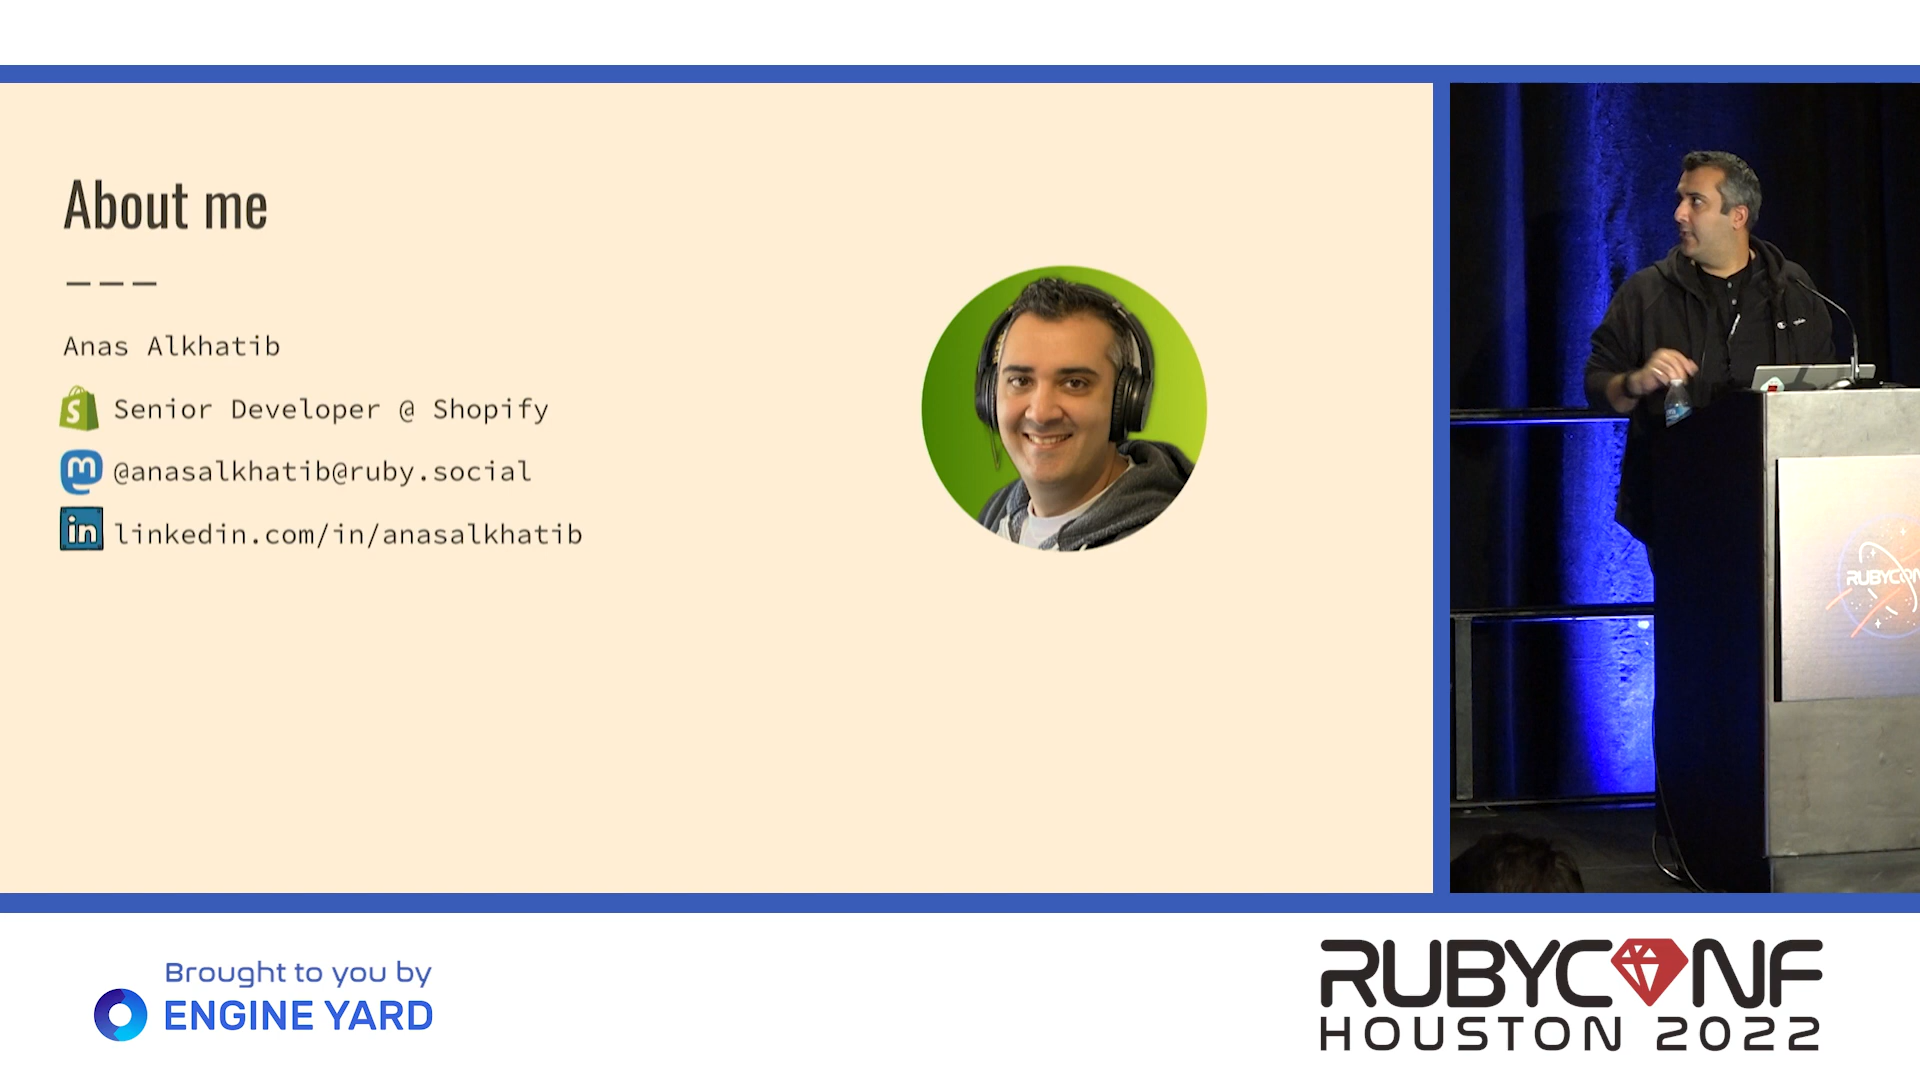 About me
Anas Alkhatib
Senior Developer @ Shopify
@anasalkhatib@ruby.social
linkedin.com/in/anasalkhatib
Brought to you by
ENGINE YARD
RUBYCONF
HOUSTON 2022